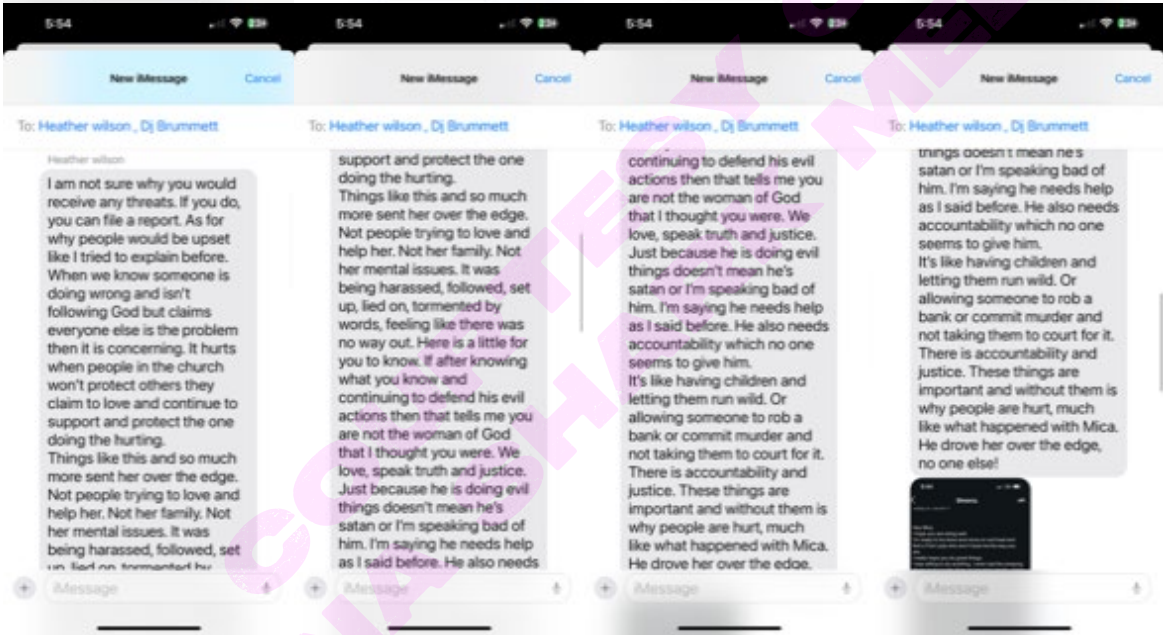 5:54
New iMessage
Cancel
To: Heather wilson , Dj Brummett
Heather wilson
I am not sure why you would
receive any threats. If you do,
you can file a report. As for
why people would be upset
like I tried to explain before.
When we know someone is
doing wrong and isn't
following God but claims
everyone else is the problem
then it is concerning. It hurts
when people in the church
won't protect others they
claim to love and continue to
support and protect the one
doing the hurting.
Things like this and so much
more sent her over the edge.
Not people trying to love and
help her. Not her family. Not
her mental issues. It was
being harassed, followed, set
up, lied on, tormented by
iMessage
5:54
New iMessage
Cancel
To: Heather wilson , Dj Brummett
support and protect the one
doing the hurting.
Things like this and so much
more sent her over the edge.
Not people trying to love and
help her. Not her family. Not
her mental issues. It was
being harassed, followed, set
up, lied on, tormented by
words, feeling like there was
no way out. Here is a little for
you to know. If after knowing
what you know and
continuing to defend his evil
actions then that tells me you
are not the woman of God
that I thought you were. We
love, speak truth and justice.
Just because he is doing evil
things doesn't mean he's
satan or I'm speaking bad of
him. I'm saying he needs help
as I said before. He also needs
iMessage
5:54
New iMessage
Cancel
To: Heather wilson , Dj Brummett
continuing to defend his evil
actions then that tells me you
are not the woman of God
that I thought you were. We
love, speak truth and justice.
Just because he is doing evil
things doesn't mean he's
satan or I'm speaking bad of
him. I'm saying he needs help
as I said before. He also needs
accountability which no one
seems to give him.
It's like having children and
letting them run wild. Or
allowing someone to rob a
bank or commit murder and
not taking them to court for it.
There is accountability and
justice. These things are
important and without them is
why people are hurt, much
like what happened with Mica.
He drove her over the edge,
iMessage
5:54
New iMessage
Cancel
To: Heather wilson , Dj Brummett
things doesn't mean he's
satan or I'm speaking bad of
him. I'm saying he needs help
as I said before. He also needs
accountability which no one
seems to give him.
It's like having children and
letting them run wild. Or
allowing someone to rob a
bank or commit murder and
not taking them to court for it.
There is accountability and
justice. These things are
important and without them is
why people are hurt, much
like what happened with Mica.
He drove her over the edge,
no one else!
iMessage